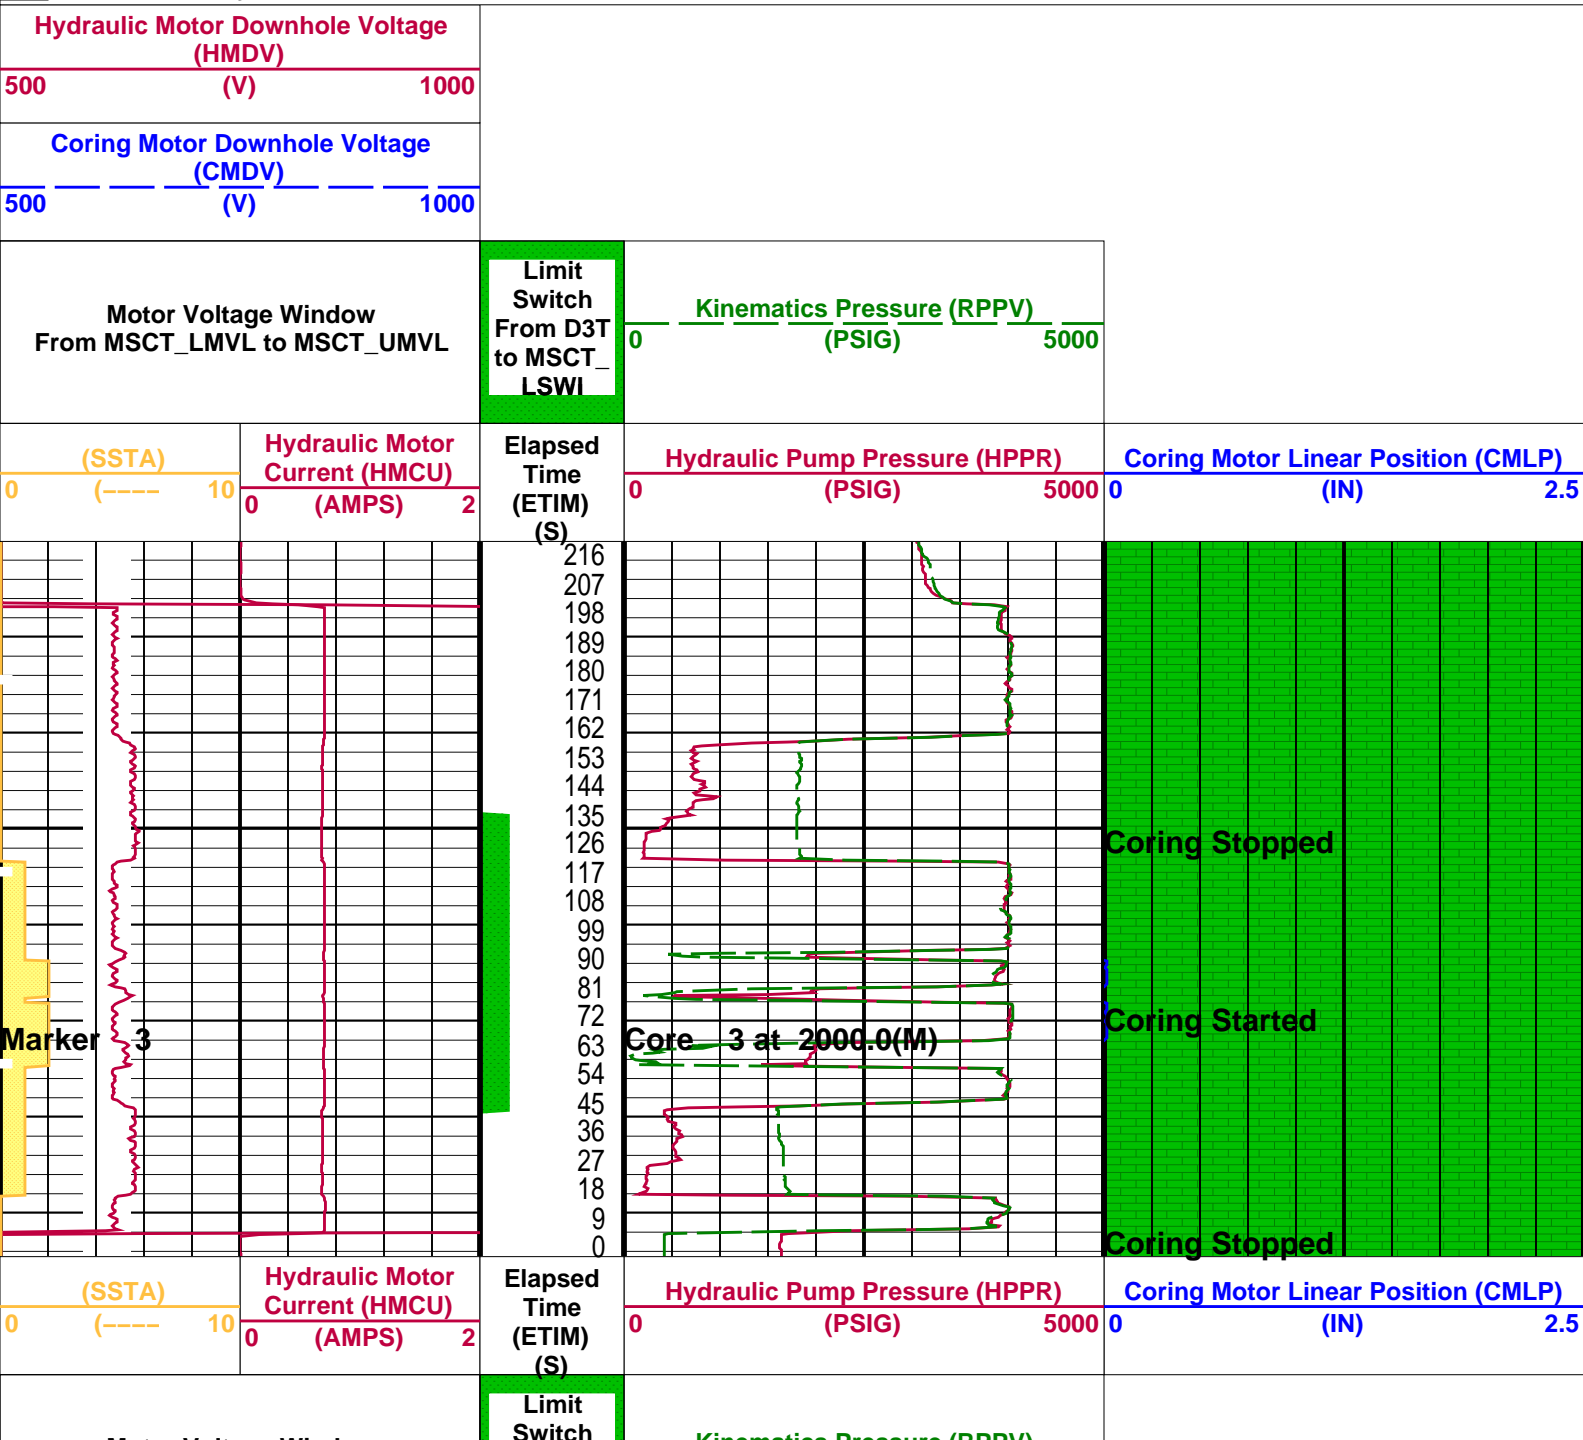 Hydraulic Motor Downhole Voltage
(HMDV)
500 (V) 1000
Coring Motor Downhole Voltage
(CMDV)
500 (V) 1000
Motor Voltage Window
From MSCT_LMVL to MSCT_UMVL
Limit
Switch
From D3T
to MSCT_
LSWI
Kinematics Pressure (RPPV)
0 (PSIG) 5000
(SSTA)
0 (---- 10
Hydraulic Motor
Current (HMCU)
0 (AMPS) 2
Elapsed
Time
(ETIM)
(S)
Hydraulic Pump Pressure (HPPR)
0 (PSIG) 5000
Coring Motor Linear Position (CMLP)
0 (IN) 2.5
216
207
198
189
180
171
162
153
144
135
126
Coring Stopped
117
108
99
90
81
72
Coring Started
Marker 3
63
Core 3 at 2000.0(M)
54
45
36
27
18
9
0
Coring Stopped
(SSTA)
0 (---- 10
Hydraulic Motor
Current (HMCU)
0 (AMPS) 2
Elapsed
Time
(ETIM)
(S)
Hydraulic Pump Pressure (HPPR)
0 (PSIG) 5000
Coring Motor Linear Position (CMLP)
0 (IN) 2.5
Limit
Switch
Kinematics Pressure (RPPV)